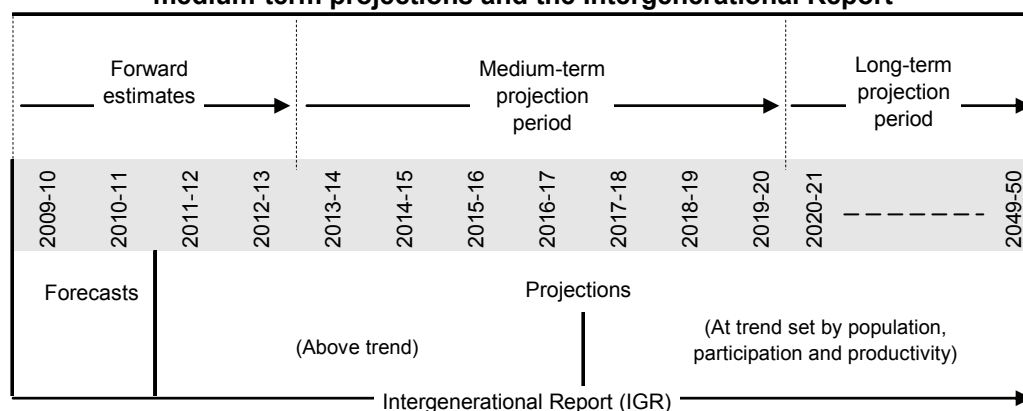 medium-term projections and the Intergenerational Report
Forward
estimates
Medium-term
projection
period
Long-term
projection
period
2009-10
2010-11
2011-12
2012-13
2013-14
2014-15
2015-16
2016-17
2017-18
2018-19
2019-20
2020-21
2049-50
Forecasts
Projections
(Above trend)
(At trend set by population,
participation and productivity)
Intergenerational Report (IGR)